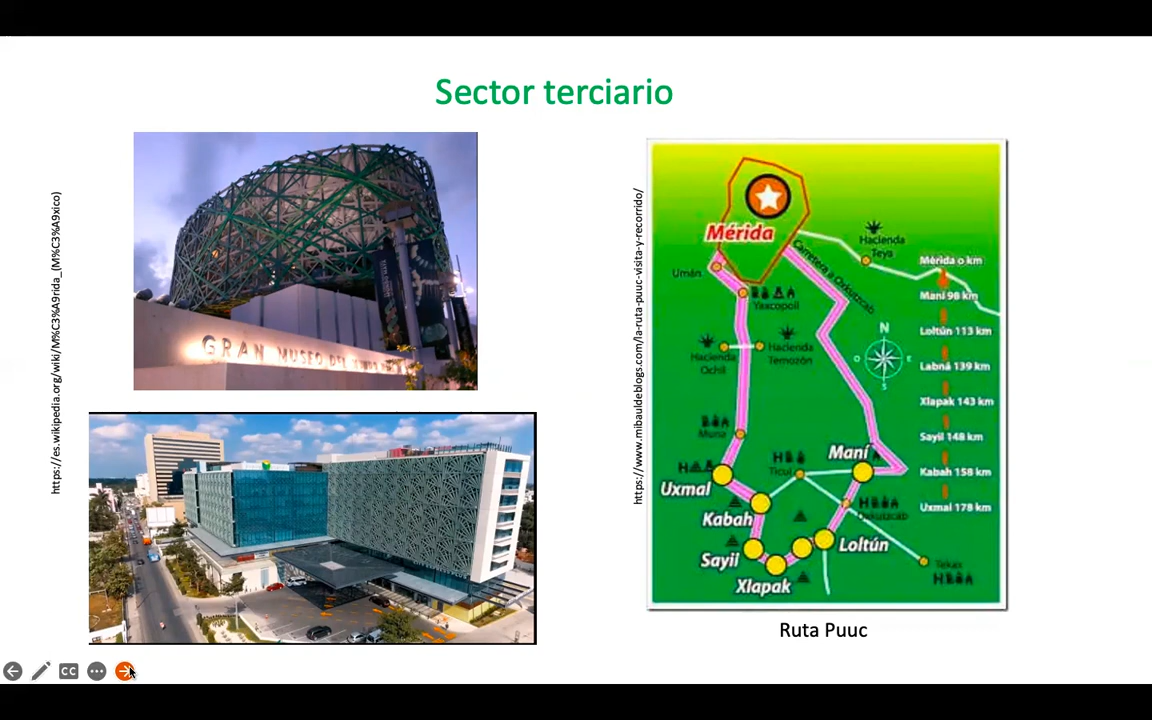 Sector terciario
https://es.wikipedia.org/wiki/M%C3%A9rida_(M%C3%A9xico)
GRAN MUSEO DEL MUNDO
https://www.mibauldeblogs.com/la-ruta-puuc-visita-y-recorrido/
Mérida
Umán
Yaxcopoil
Carretera a Oxkutzcab
Hacienda
Teya
Hacienda
Ochil
Hacienda
Temozón
Muna
Uxmal
Kabah
Sayil
Xlapak
Loltún
Maní
Ticul
Oxkutzcab
Tekax
N
O
E
S
Mérida 0 km
Maní 98 km
Loltún 113 km
Labná 139 km
Xlapak 143 km
Sayil 148 km
Kabah 158 km
Uxmal 178 km
Ruta Puuc
CC